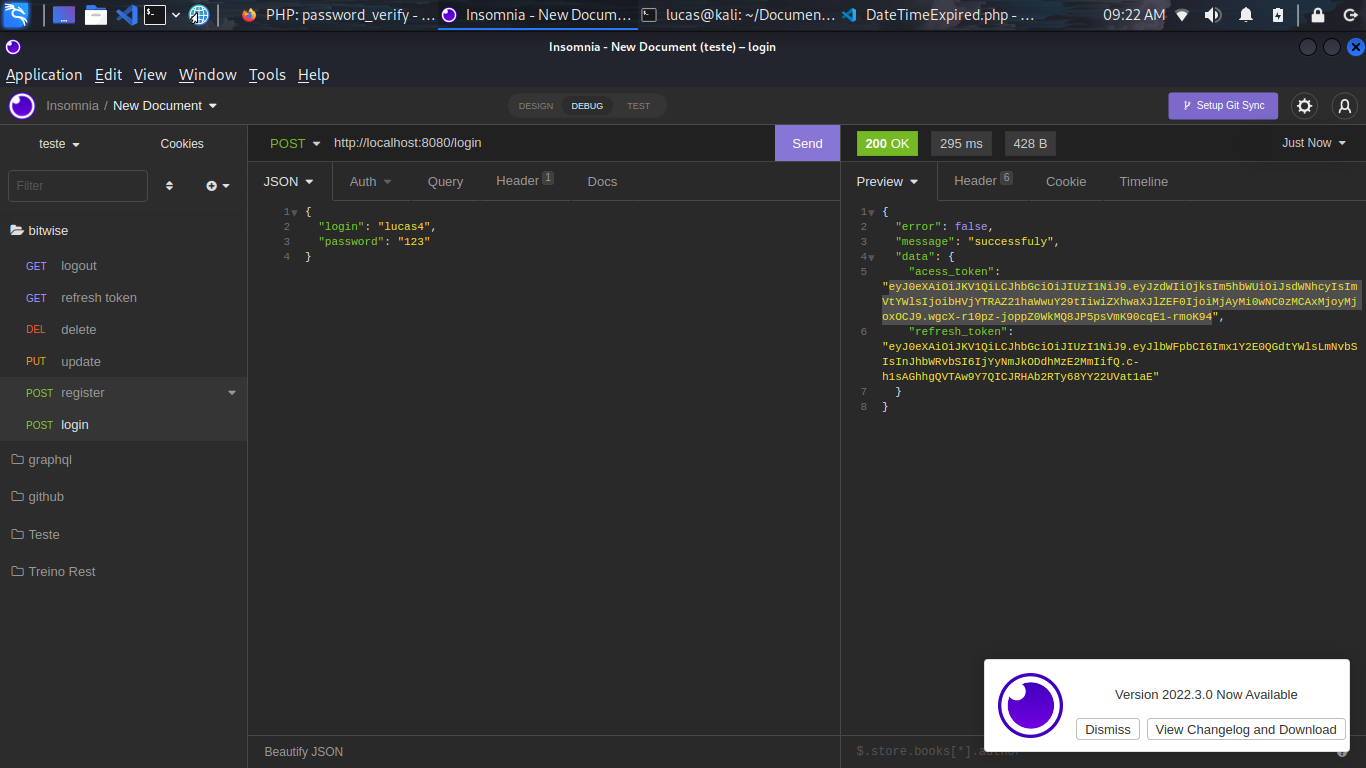 PHP: password_verify - ...
Insomnia - New Docum...
lucas@kali: ~/Documen...
DateTimeExpired.php - ...
09:22 AM
Insomnia - New Document (teste) – login
Application Edit View Window Tools Help
Insomnia / New Document
DESIGN DEBUG TEST
Setup Git Sync
teste
Cookies
Filter
bitwise
GET logout
GET refresh token
DEL delete
PUT update
POST register
POST login
graphql
github
Teste
Treino Rest
POST http://localhost:8080/login
Send
JSON Auth Query Header 1 Docs
1 {
2 "login": "lucas4",
3 "password": "123"
4 }
Beautify JSON
200 OK 295 ms 428 B
Just Now
Preview Header 6 Cookie Timeline
1 {
2 "error": false,
3 "message": "successfuly",
4 "data": {
5 "acess_token":
"eyJ0eXAiOiJKV1QiLCJhbGciOiJIUzI1NiJ9.eyJzdWIiOjksIm5hbWUiOiJsdWNhcyIsIm
VtYWlsIjoibHVjYTRAZ21haWwuY29tIiwiZXhwaXJlZEF0IjoiMjAyMi0wNC0zMCAxMjoyMj
oxOCJ9.wgcX-r10pz-joppZ0WkMQ8JP5psVmK90cqE1-rmoK94",
6 "refresh_token":
"eyJ0eXAiOiJKV1QiLCJhbGciOiJIUzI1NiJ9.eyJlbWFpbCI6Imx1Y2E0QGdtYWlsLmNvbS
IsInJhbWRvbSI6IjYyNmJkODdhMzE2MmIifQ.c-
h1sAGhhgQVTAw9Y7QICJRHAb2RTy68YY22UVat1aE"
7 }
8 }
Version 2022.3.0 Now Available
Dismiss
View Changelog and Download
$.store.books[*].author